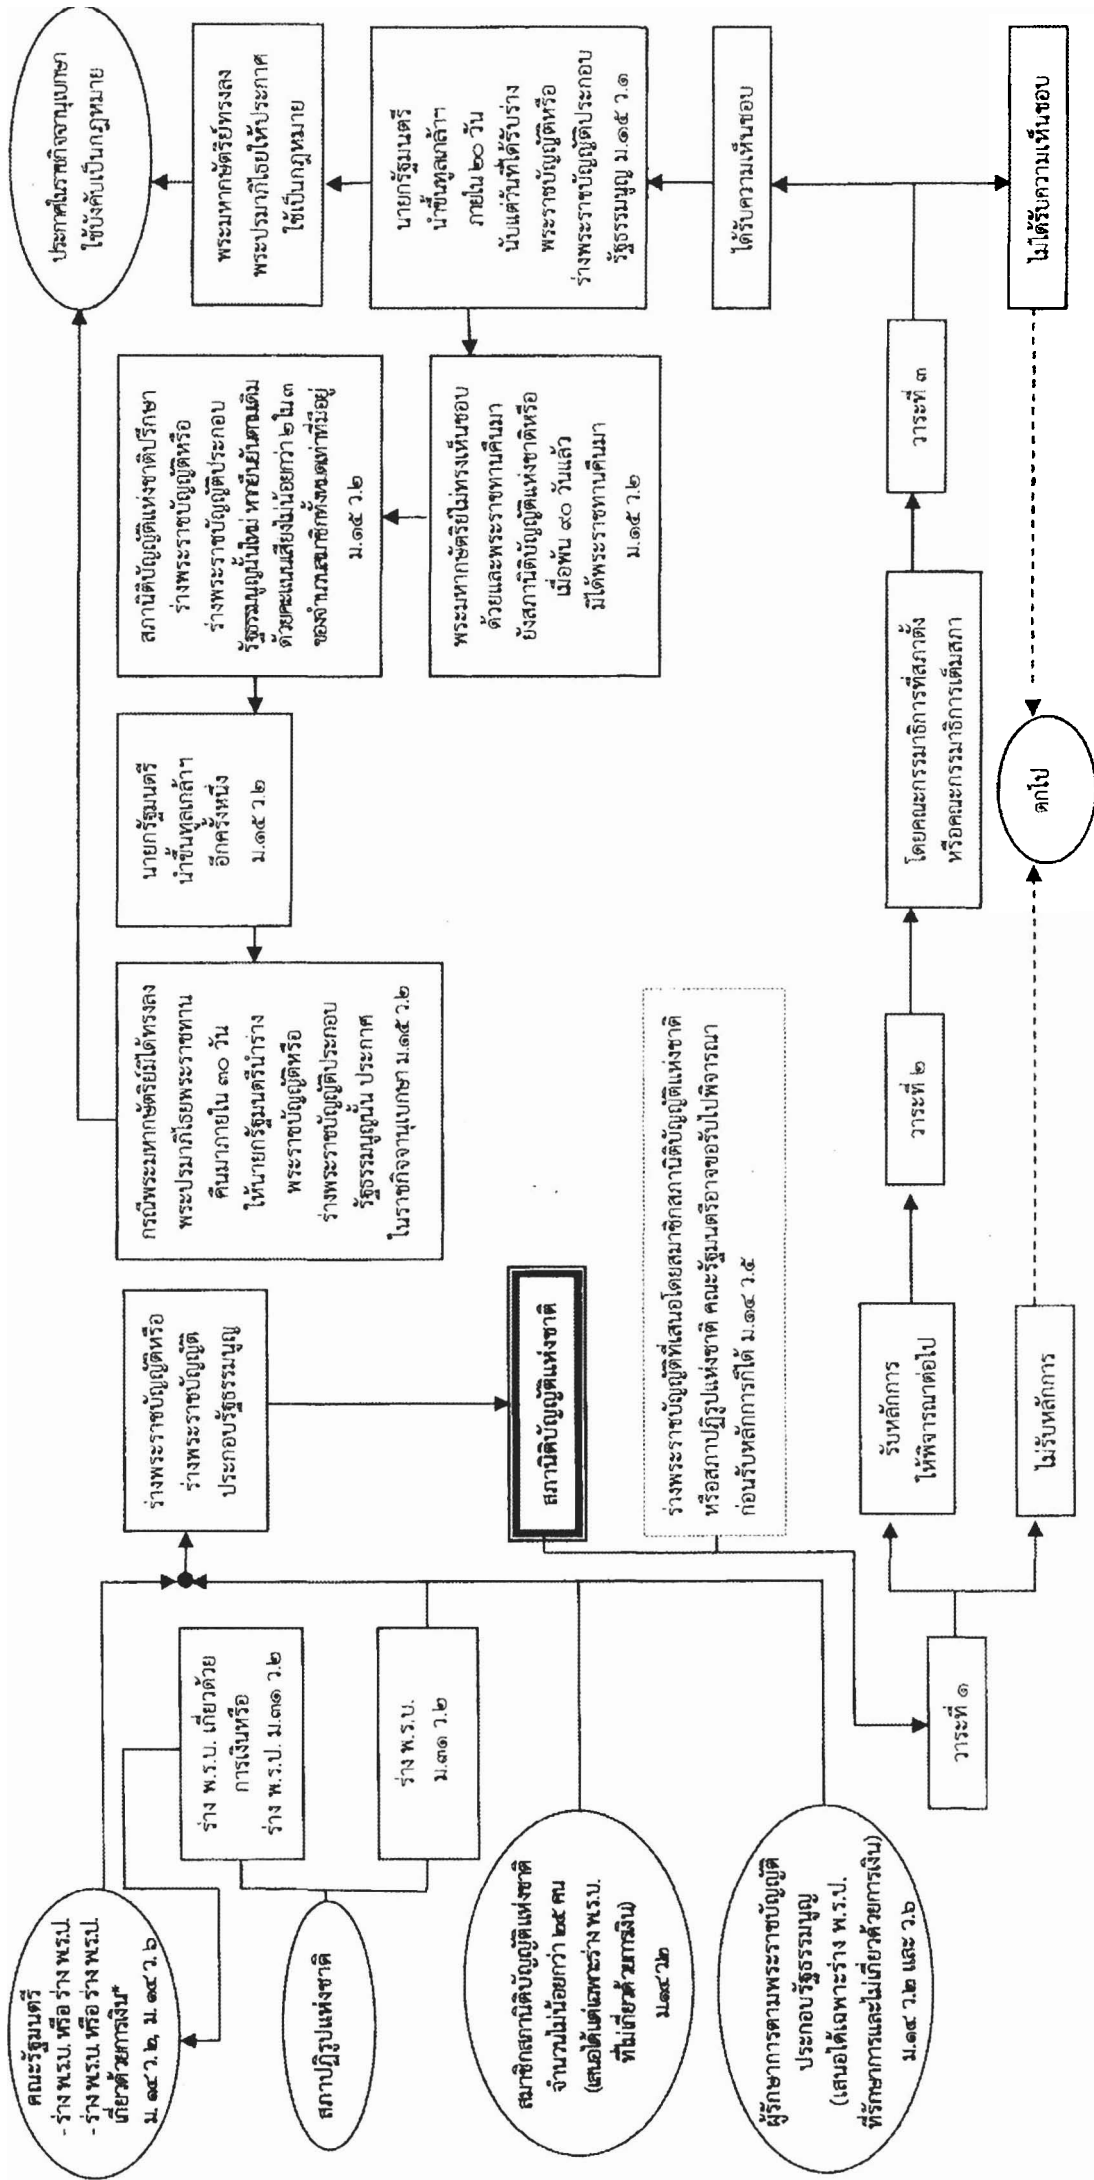 คณะรัฐมนตรี
- ร่าง พ.ร.บ. หรือ ร่าง พ.ร.ป.
- ร่าง พ.ร.บ. หรือ ร่าง พ.ร.ป.
เกี่ยวด้วยการเงิน*
ม. ๑๔ ว. ๒, ม. ๑๔ ว. ๖
สภาปฏิรูปแห่งชาติ
สมาชิกสภานิติบัญญัติแห่งชาติ
จำนวนไม่น้อยกว่า ๒๕ คน
(เสนอได้แต่เฉพาะร่าง พ.ร.บ.
ที่ไม่เกี่ยวด้วยการเงิน)
ม.๑๔ ว.๒
ผู้รักษาการตามพระราชบัญญัติ
ประกอบรัฐธรรมนูญ
(เสนอได้เฉพาะร่าง พ.ร.ป.
ที่รักษาการและไม่เกี่ยวด้วยการเงิน)
ม.๑๔ ว.๒ และ ว.๖
ร่าง พ.ร.บ. เกี่ยวด้วย
การเงินหรือ
ร่าง พ.ร.ป. ม.๓๑ ว.๒
ร่าง พ.ร.บ.
ม.๓๑ ว.๒
ร่างพระราชบัญญัติหรือ
ร่างพระราชบัญญัติ
ประกอบรัฐธรรมนูญ
สภานิติบัญญัติแห่งชาติ
ร่างพระราชบัญญัติที่เสนอโดยสมาชิกสภานิติบัญญัติแห่งชาติ
หรือสภาปฏิรูปแห่งชาติ คณะรัฐมนตรีอาจขอรับไปพิจารณา
ก่อนรับหลักการก็ได้ ม.๑๔ ว.๕
วาระที่ ๑
รับหลักการ
ให้พิจารณาต่อไป
ไม่รับหลักการ
วาระที่ ๒
โดยคณะกรรมาธิการที่สภาตั้ง
หรือคณะกรรมาธิการเต็มสภา
ตกไป
วาระที่ ๓
ไม่ได้รับความเห็นชอบ
ได้รับความเห็นชอบ
นายกรัฐมนตรี
นำขึ้นทูลเกล้าฯ
ภายใน ๒๐ วัน
นับแต่วันที่ได้รับร่าง
พระราชบัญญัติหรือ
ร่างพระราชบัญญัติประกอบ
รัฐธรรมนูญ ม.๑๕ ว.๑
พระมหากษัตริย์ทรงลง
พระปรมาภิไธยให้ประกาศ
ใช้เป็นกฎหมาย
ประกาศในราชกิจจานุเบกษา
ใช้บังคับเป็นกฎหมาย
พระมหากษัตริย์ไม่ทรงเห็นชอบ
ด้วยและพระราชทานคืนมา
ยังสภานิติบัญญัติแห่งชาติหรือ
เมื่อพ้น ๙๐ วันแล้ว
มิได้พระราชทานคืนมา
ม.๑๕ ว.๒
สภานิติบัญญัติแห่งชาติปรึกษา
ร่างพระราชบัญญัติหรือ
ร่างพระราชบัญญัติประกอบ
รัฐธรรมนูญนั้นใหม่ หากยืนยันตามเดิม
ด้วยคะแนนเสียงไม่น้อยกว่า ๒ ใน ๓
ของจำนวนสมาชิกทั้งหมดเท่าที่มีอยู่
ม.๑๕ ว.๒
นายกรัฐมนตรี
นำขึ้นทูลเกล้าฯ
อีกครั้งหนึ่ง
ม.๑๕ ว.๒
กรณีพระมหากษัตริย์มิได้ทรงลง
พระปรมาภิไธยพระราชทาน
คืนมาภายใน ๓๐ วัน
ให้นายกรัฐมนตรีนำร่าง
พระราชบัญญัติหรือ
ร่างพระราชบัญญัติประกอบ
รัฐธรรมนูญนั้น ประกาศ
ในราชกิจจานุเบกษา ม.๑๕ ว.๒